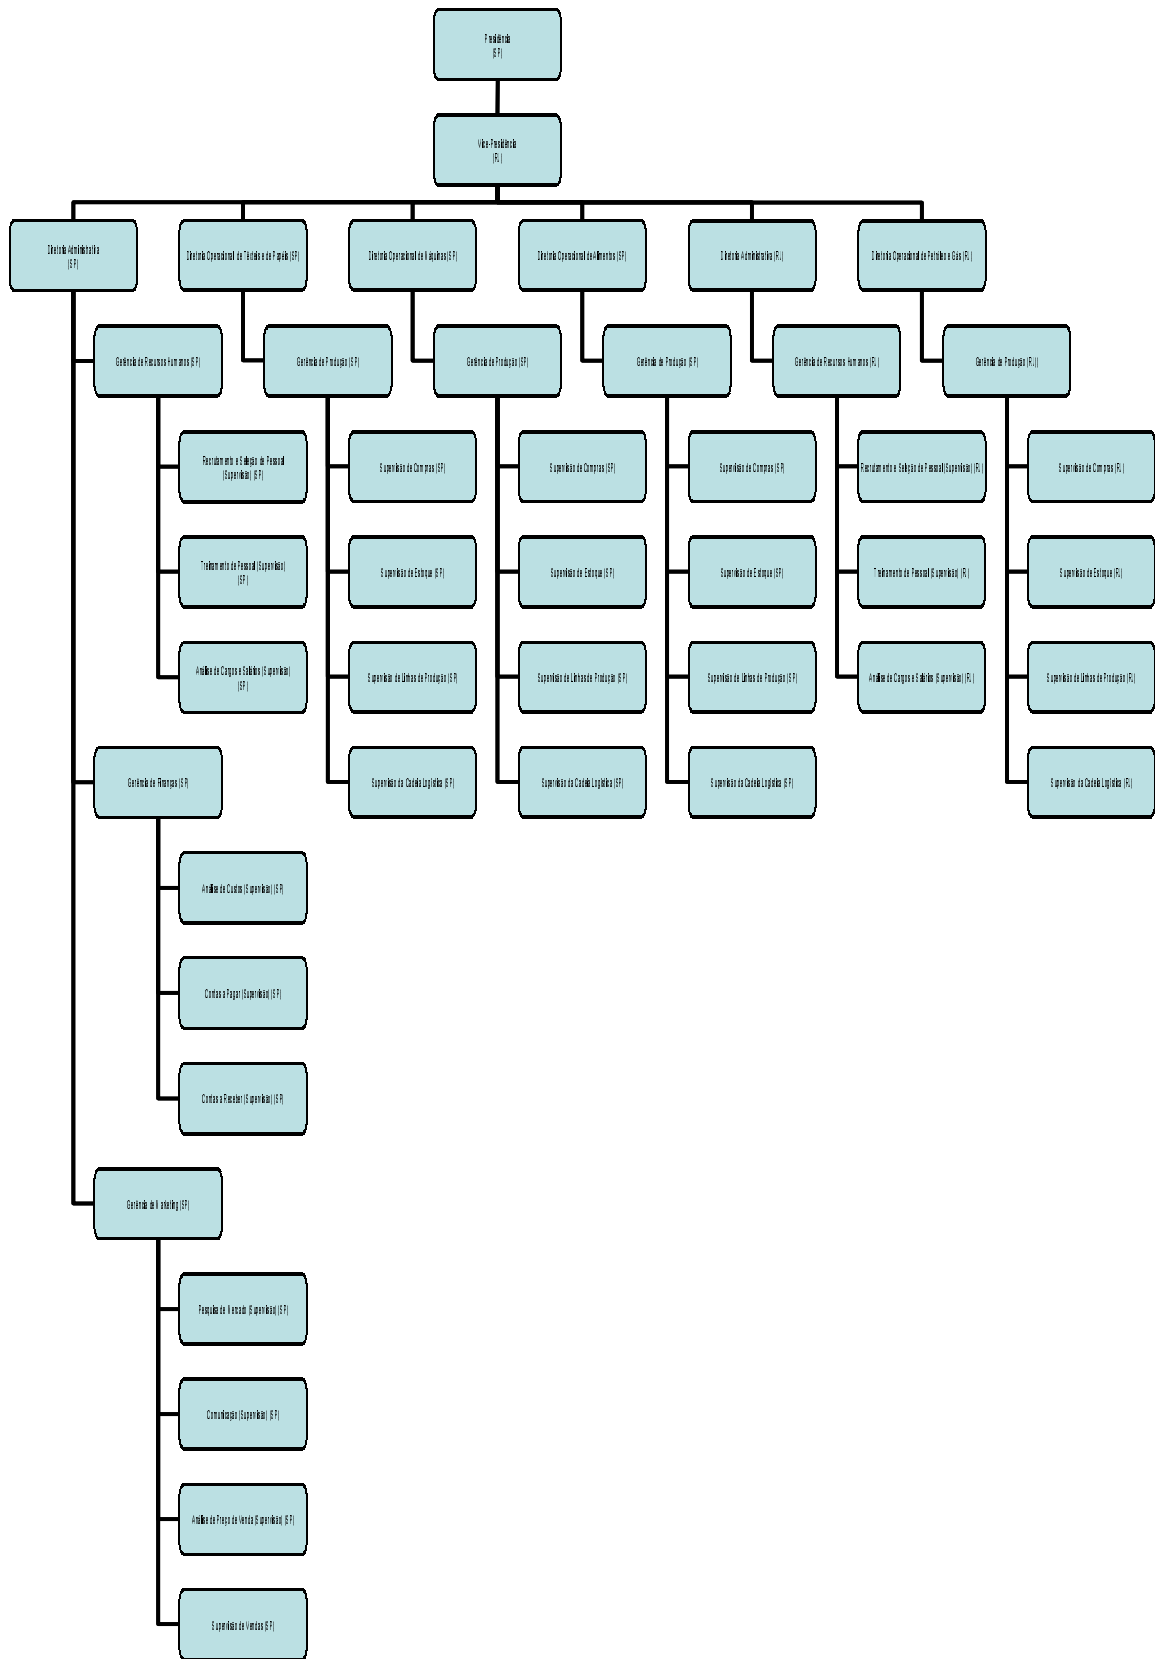 Presidência
(SP)
Vice-Presidência
(RJ)
Diretoria Administrativa
(SP)
Diretoria Operacional de Têxteis e de Papéis (SP)
Diretoria Operacional de Máquinas (SP)
Diretoria Operacional de Alimentos (SP)
Diretoria Administrativa (RJ)
Diretoria Operacional de Petróleo e Gás (RJ)
Gerência de Recursos Humanos (SP)
Gerência de Produção (SP)
Gerência de Produção (SP)
Gerência de Produção (SP)
Gerência de Recursos Humanos (RJ)
Gerência de Produção (RJ))
Recrutamento e Seleção de Pessoal
(Supervisão) (SP)
Supervisão de Compras (SP)
Supervisão de Compras (SP)
Supervisão de Compras (SP)
Recrutamento e Seleção de Pessoal (Supervisão) (RJ)
Supervisão de Compras (RJ)
Treinamento de Pessoal (Supervisão)
(SP)
Supervisão de Estoque (SP)
Supervisão de Estoque (SP)
Supervisão de Estoque (SP)
Treinamento de Pessoal (Supervisão) (RJ)
Supervisão de Estoque (RJ)
Análise de Cargos e Salários (Supervisão)
(SP)
Supervisão de Linhas de Produção (SP)
Supervisão de Linhas de Produção (SP)
Supervisão de Linhas de Produção (SP)
Análise de Cargos e Salários (Supervisão) (RJ)
Supervisão de Linhas de Produção (RJ)
Gerência de Finanças (SP)
Supervisão da Cadeia Logística (SP)
Supervisão da Cadeia Logística (SP)
Supervisão da Cadeia Logística (SP)
Supervisão da Cadeia Logística (RJ)
Análise de Custos (Supervisão) (SP)
Contas a Pagar (Supervisão) (SP)
Contas a Receber (Supervisão) (SP)
Gerência de Marketing (SP)
Pesquisa de Mercado (Supervisão) (SP)
Comunicação (Supervisão) (SP)
Análise de Preço de Venda (Supervisão) (SP)
Supervisão de Vendas (SP)